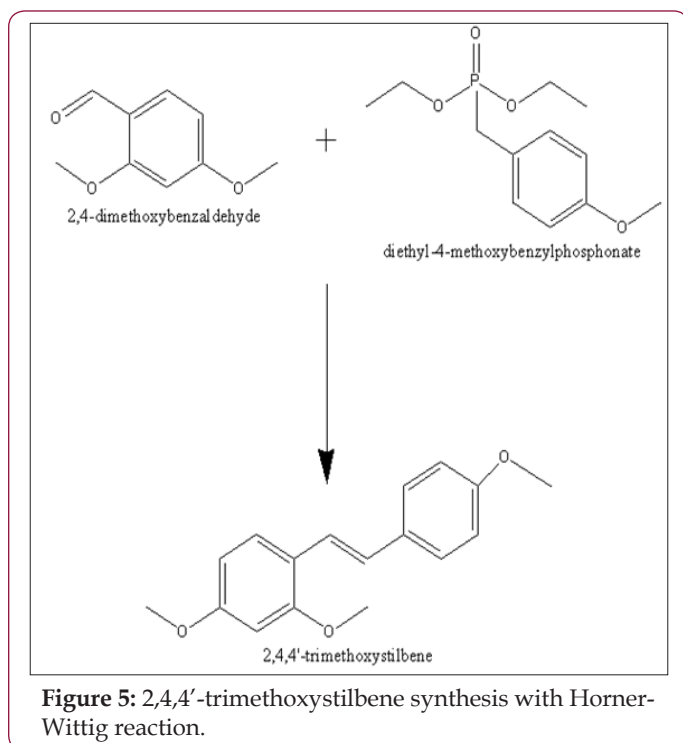 O
P
O
O
O
O
O
+
2,4-dimethoxybenzaldehyde
O
diethyl-4-methoxybenzylphosphonate
O
O
O
2,4,4'-trimethoxystilbene
Figure 5: 2,4,4′-trimethoxystilbene synthesis with Horner-
Wittig reaction.